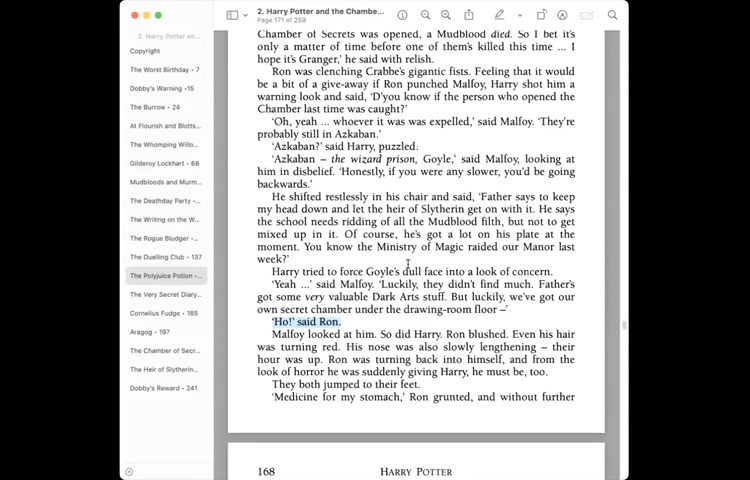 2. Harry Potter and the Chambe...
Page 171 of 259
2. Harry Potter an...
Copyright
The Worst Birthday • 7
Dobby's Warning •15
The Burrow • 24
At Flourish and Blotts...
The Whomping Willo...
Gilderoy Lockhart • 68
Mudbloods and Murm...
The Deathday Party •...
The Writing on the W...
The Rogue Bludger •...
The Duelling Club • 137
The Polyjuice Potion •...
The Very Secret Diary...
Cornelius Fudge • 185
Aragog • 197
The Chamber of Secr...
The Heir of Slytherin...
Dobby's Reward • 241
Chamber of Secrets was opened, a Mudblood died. So I bet it's
only a matter of time before one of them's killed this time ... I
hope it's Granger,' he said with relish.
Ron was clenching Crabbe's gigantic fists. Feeling that it would
be a bit of a give-away if Ron punched Malfoy, Harry shot him a
warning look and said, 'D'you know if the person who opened the
Chamber last time was caught?'
'Oh, yeah ... whoever it was was expelled,' said Malfoy. 'They're
probably still in Azkaban.'
'Azkaban?' said Harry, puzzled.
'Azkaban – the wizard prison, Goyle,' said Malfoy, looking at
him in disbelief. 'Honestly, if you were any slower, you'd be going
backwards.'
He shifted restlessly in his chair and said, 'Father says to keep
my head down and let the heir of Slytherin get on with it. He says
the school needs ridding of all the Mudblood filth, but not to get
mixed up in it. Of course, he's got a lot on his plate at the
moment. You know the Ministry of Magic raided our Manor last
week?'
Harry tried to force Goyle's dull face into a look of concern.
'Yeah ...' said Malfoy. 'Luckily, they didn't find much. Father's
got some very valuable Dark Arts stuff. But luckily, we've got our
own secret chamber under the drawing-room floor –'
'Ho!' said Ron.
Malfoy looked at him. So did Harry. Ron blushed. Even his hair
was turning red. His nose was also slowly lengthening – their
hour was up. Ron was turning back into himself, and from the
look of horror he was suddenly giving Harry, he must be, too.
They both jumped to their feet.
'Medicine for my stomach,' Ron grunted, and without further
168 HARRY POTTER